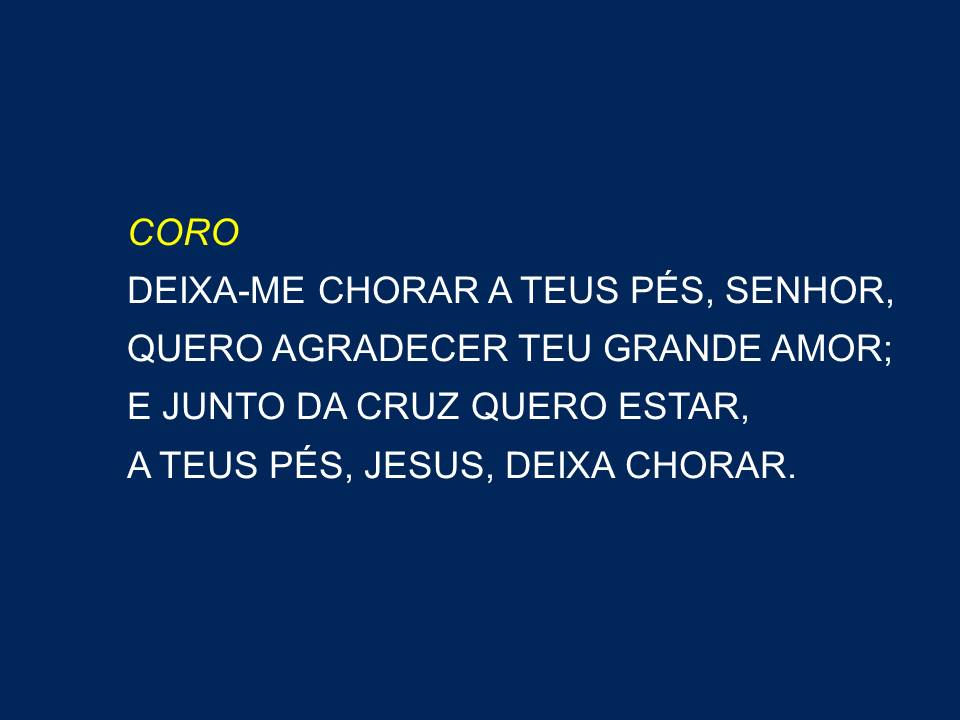 CORO
DEIXA-ME CHORAR A TEUS PÉS, SENHOR,
QUERO AGRADECER TEU GRANDE AMOR;
E JUNTO DA CRUZ QUERO ESTAR,
A TEUS PÉS, JESUS, DEIXA CHORAR.